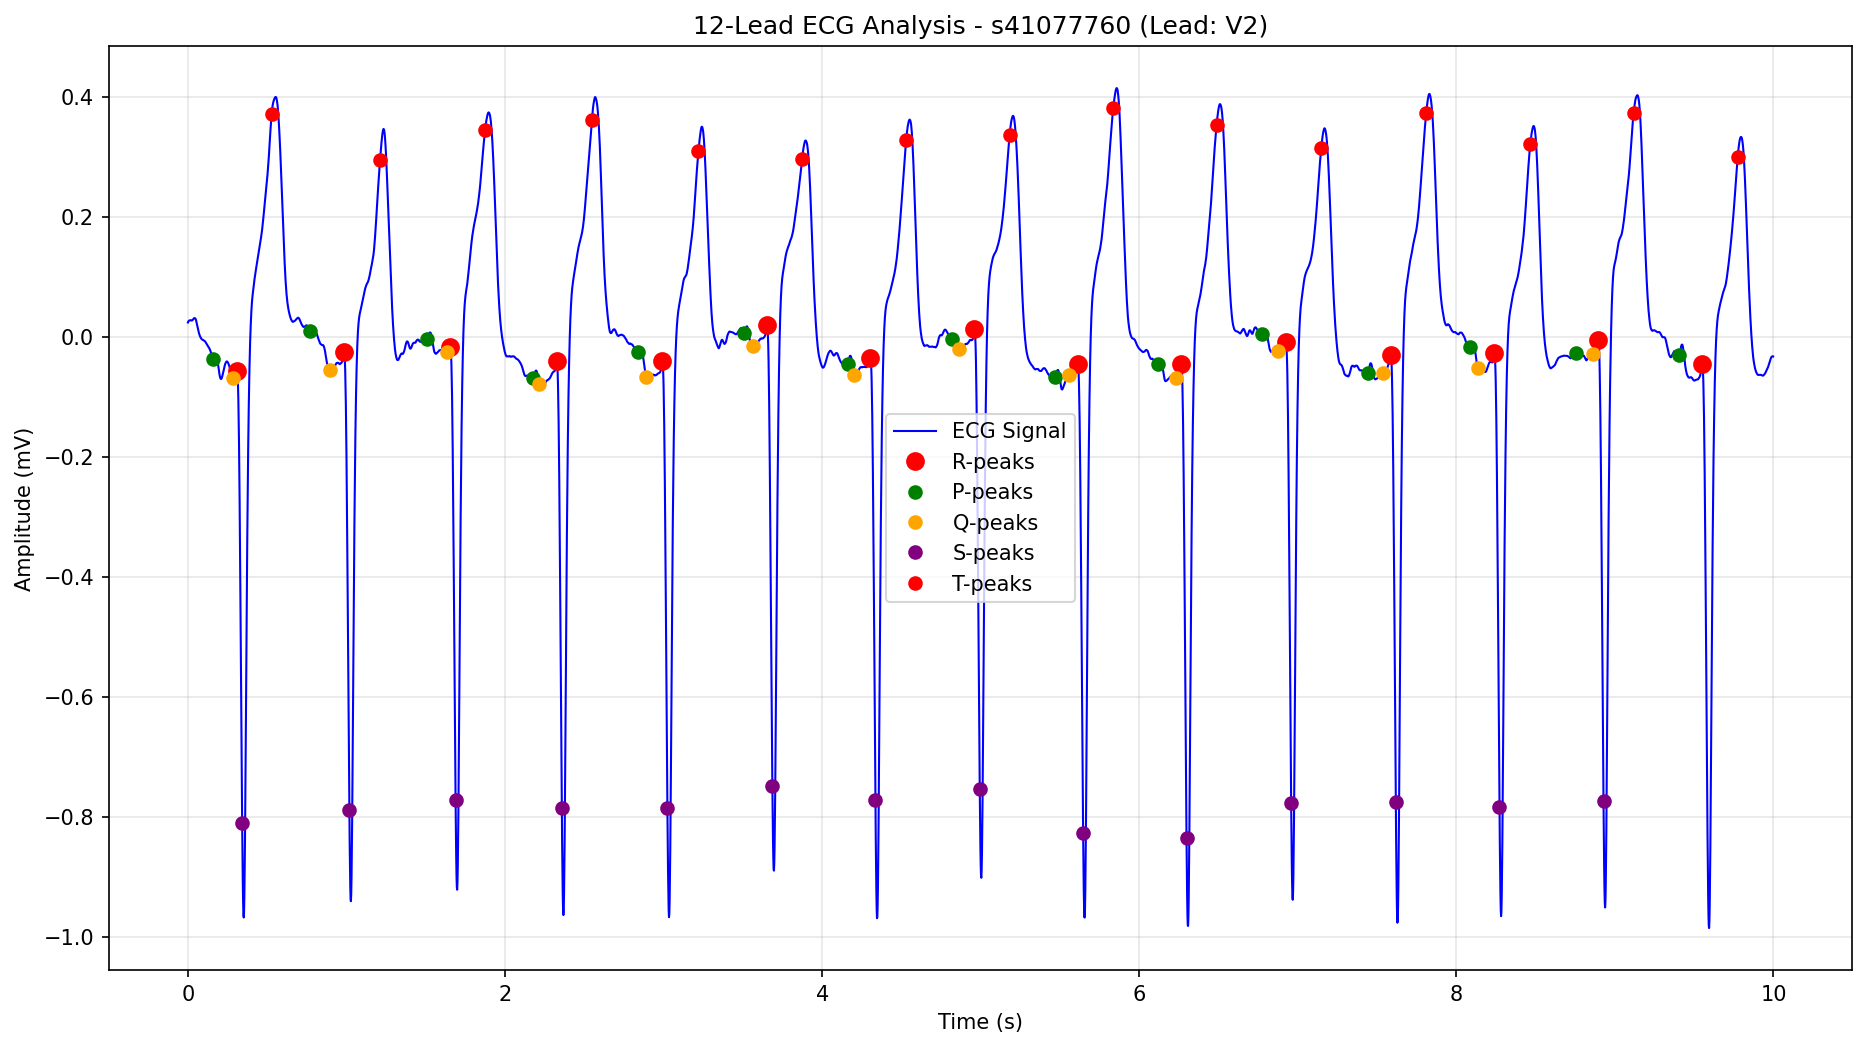 12-Lead ECG Analysis - s41077760 (Lead: V2)
0.4
0.2
0.0
−0.2
−0.4
−0.6
−0.8
−1.0
Amplitude (mV)
ECG Signal
R-peaks
P-peaks
Q-peaks
S-peaks
T-peaks
0 2 4 6 8 10
Time (s)